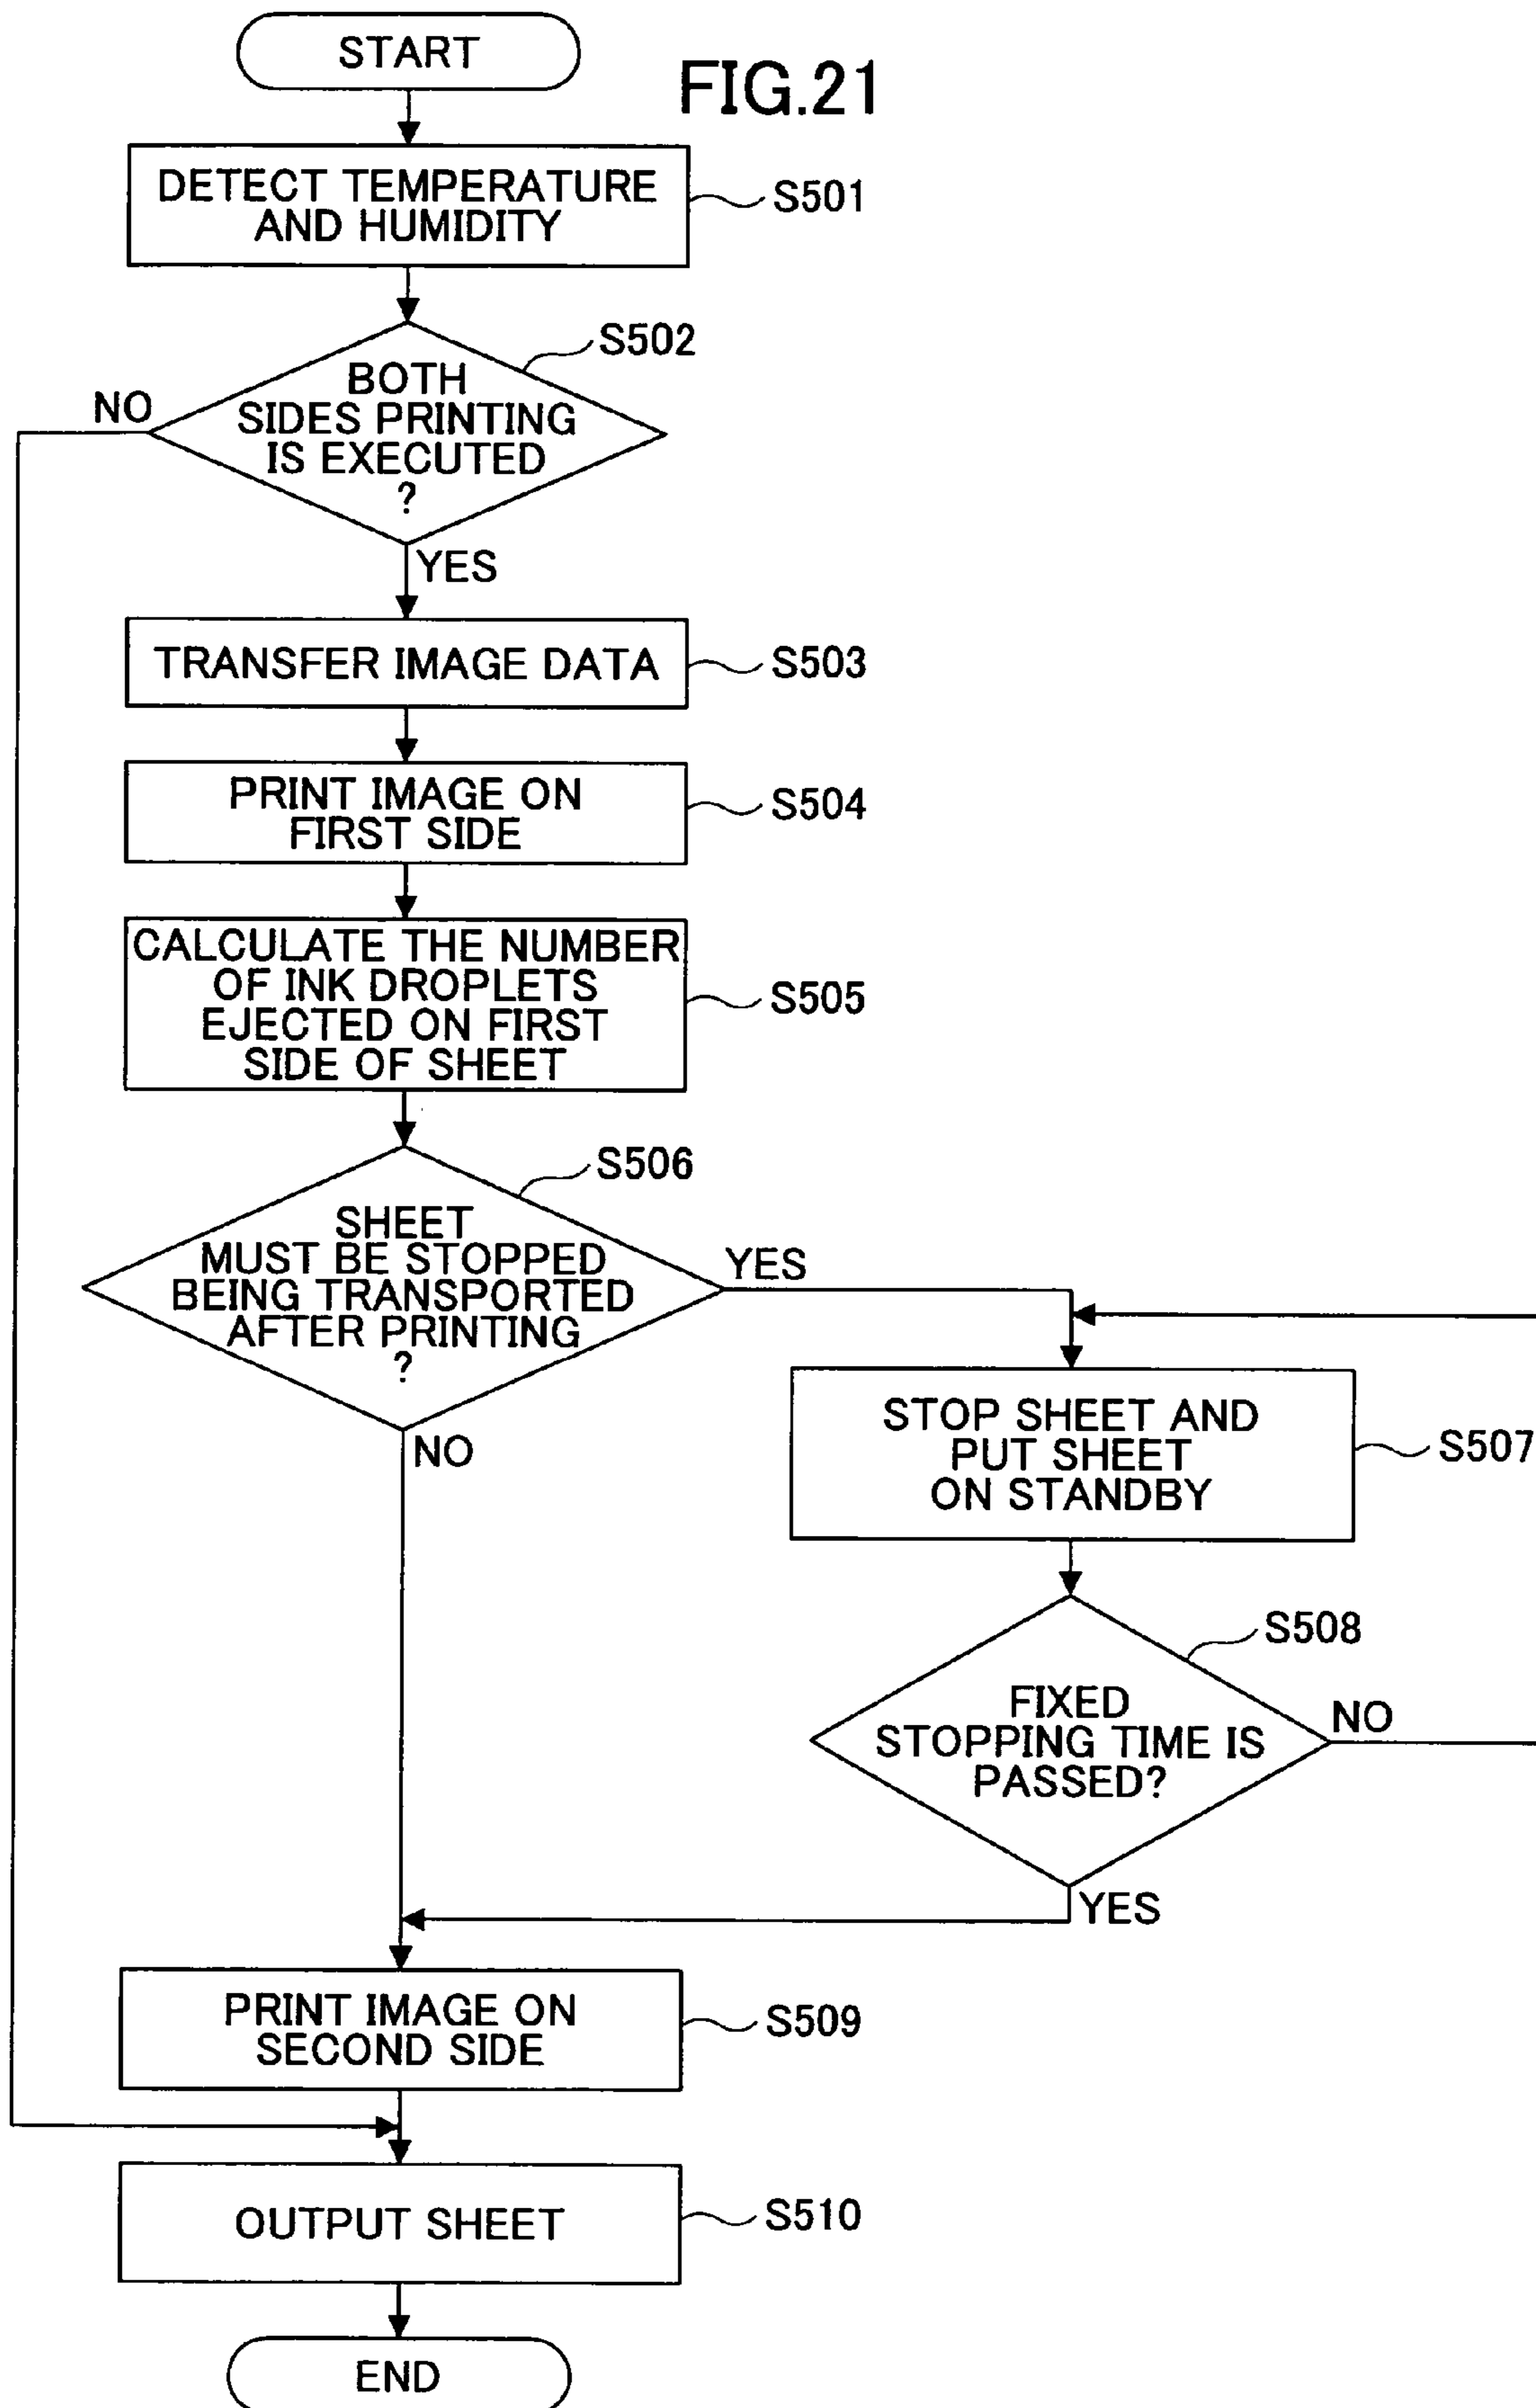 START
FIG.21
DETECT TEMPERATURE
AND HUMIDITY
S501
S502
BOTH
SIDES PRINTING
IS EXECUTED
?
NO
YES
TRANSFER IMAGE DATA
S503
PRINT IMAGE ON
FIRST SIDE
S504
CALCULATE THE NUMBER
OF INK DROPLETS
EJECTED ON FIRST
SIDE OF SHEET
S505
S506
SHEET
MUST BE STOPPED
BEING TRANSPORTED
AFTER PRINTING
?
YES
NO
STOP SHEET AND
PUT SHEET
ON STANDBY
S507
S508
FIXED
STOPPING TIME IS
PASSED?
NO
YES
PRINT IMAGE ON
SECOND SIDE
S509
OUTPUT SHEET
S510
END